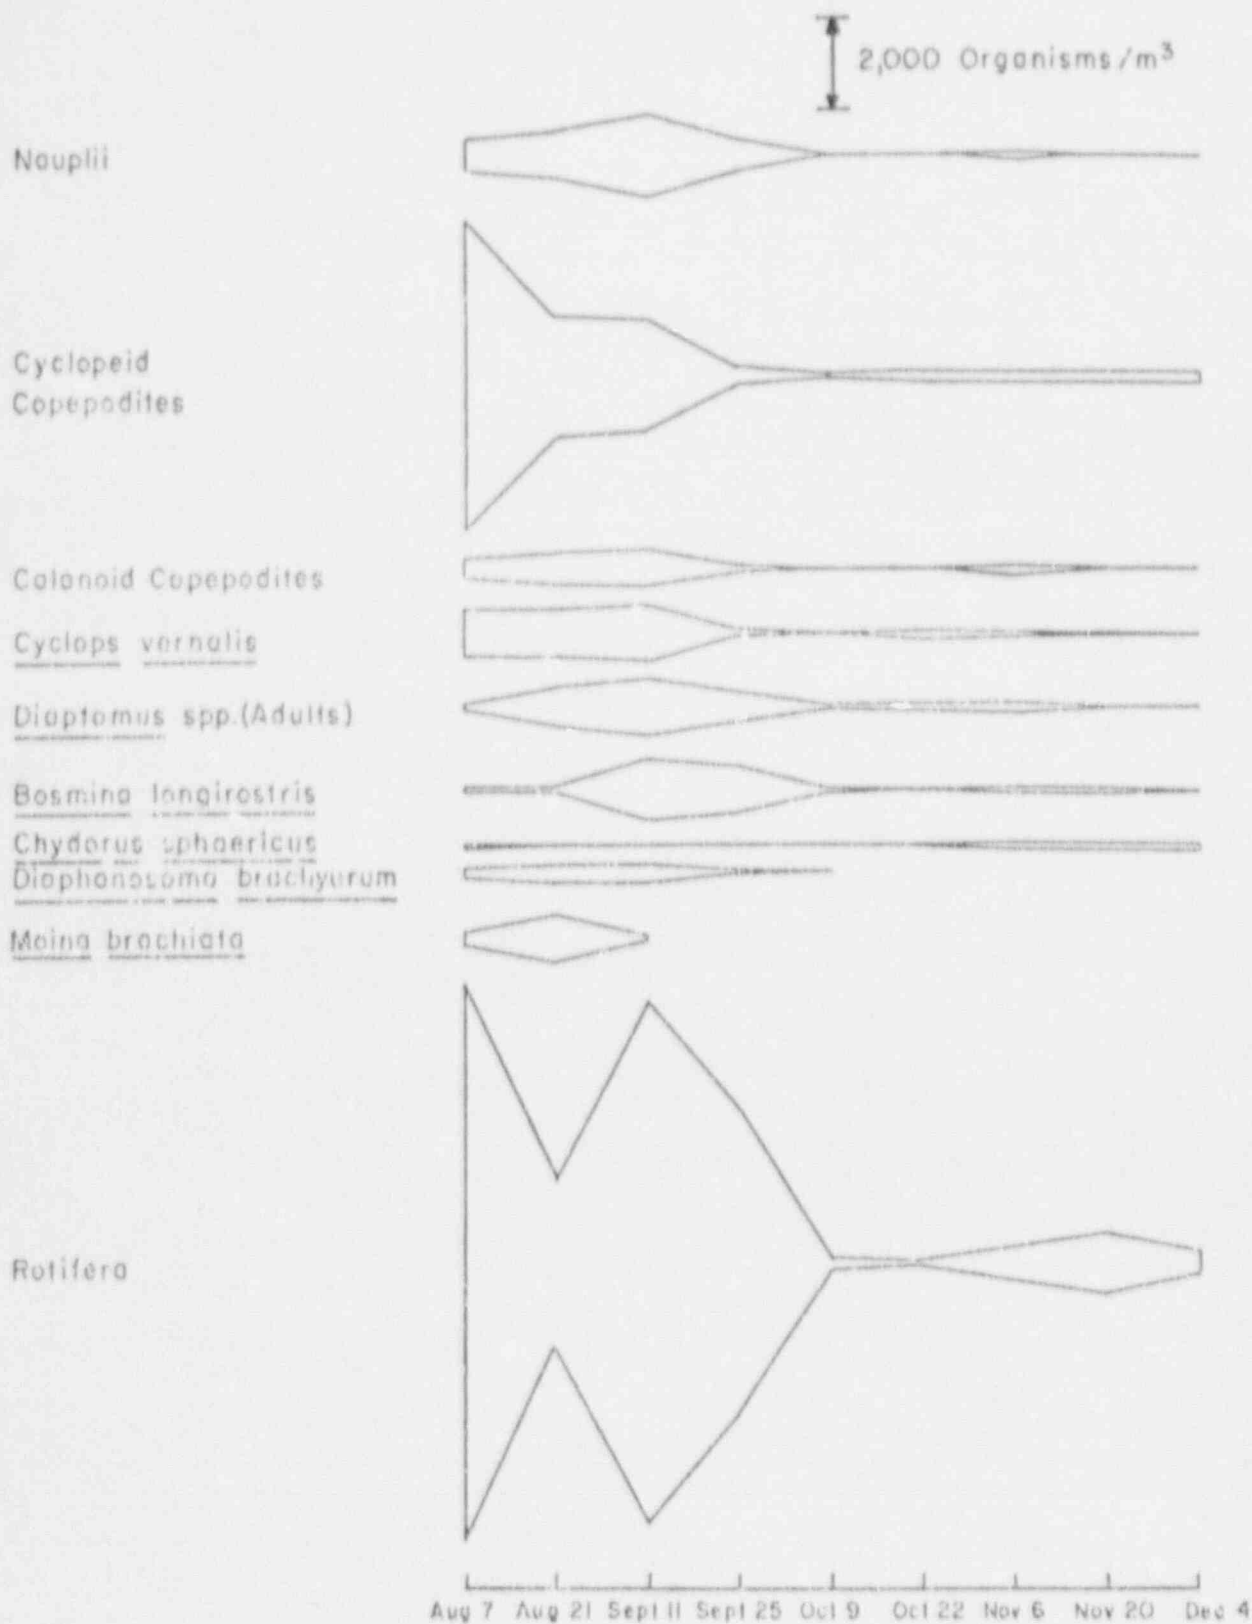 2,000 Organisms/m³
Nauplii
Cyclopoid
Copepodites
Calanoid Copepodites
Cyclops vernalis
Diaptomus spp.(Adults)
Bosmina longirostris
Chydorus sphaericus
Diaphanosoma brachyurum
Moina brachiata
Rotifera
Aug 7 Aug 21 Sept 11 Sept 25 Oct 9 Oct 22 Nov 6 Nov 20 Dec 4